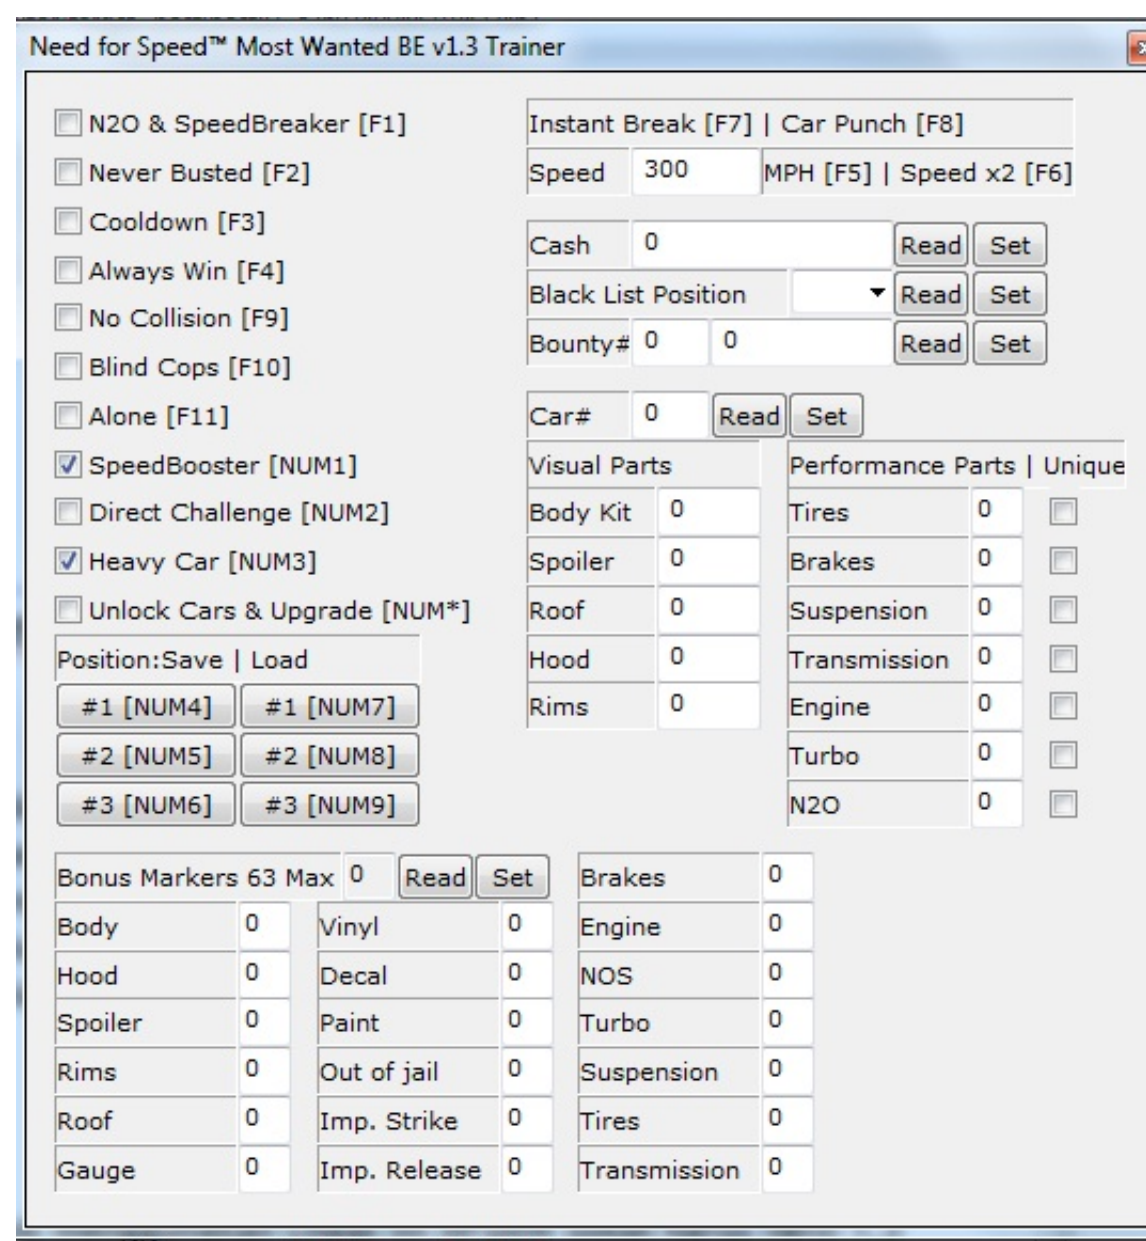 Need for Speed™ Most Wanted BE v1.3 Trainer
N2O & SpeedBreaker [F1]
Never Busted [F2]
Cooldown [F3]
Always Win [F4]
No Collision [F9]
Blind Cops [F10]
Alone [F11]
SpeedBooster [NUM1]
Direct Challenge [NUM2]
Heavy Car [NUM3]
Unlock Cars & Upgrade [NUM*]
Position:Save | Load
#1 [NUM4] #1 [NUM7]
#2 [NUM5] #2 [NUM8]
#3 [NUM6] #3 [NUM9]
Instant Break [F7] | Car Punch [F8]
Speed 300 MPH [F5] | Speed x2 [F6]
Cash 0 Read Set
Black List Position Read Set
Bounty# 0 0 Read Set
Car# 0 Read Set
Visual Parts
Body Kit 0
Spoiler 0
Roof 0
Hood 0
Rims 0
Performance Parts | Unique
Tires 0
Brakes 0
Suspension 0
Transmission 0
Engine 0
Turbo 0
N2O 0
Bonus Markers 63 Max 0 Read Set
Body 0
Hood 0
Spoiler 0
Rims 0
Roof 0
Gauge 0
Vinyl 0
Decal 0
Paint 0
Out of jail 0
Imp. Strike 0
Imp. Release 0
Brakes 0
Engine 0
NOS 0
Turbo 0
Suspension 0
Tires 0
Transmission 0